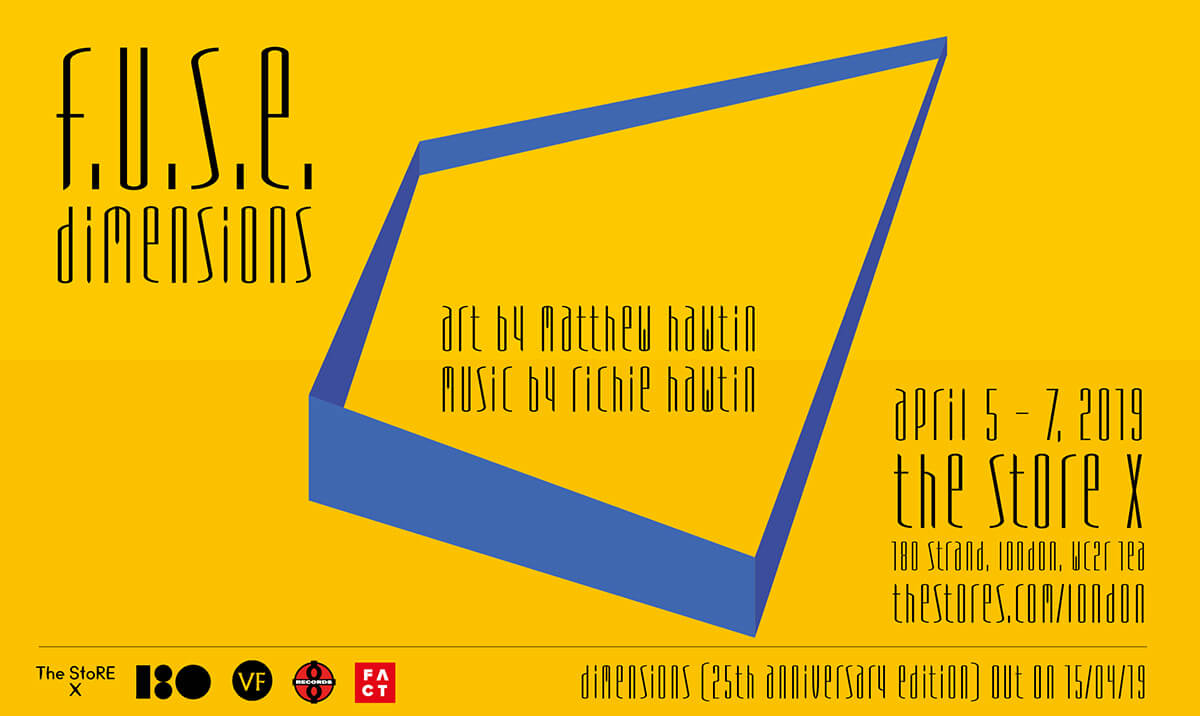 f.u.s.e.
dimensions
art by matthew hawtin
music by richie hawtin
april 5 – 7, 2019
the store x
180 strand, london, wc2r 1ea
thestores.com/london
The StoRE
X
180
VF
8
RECORDS
FA
CT
dimensions (25th anniversary edition) out on 15/04/19